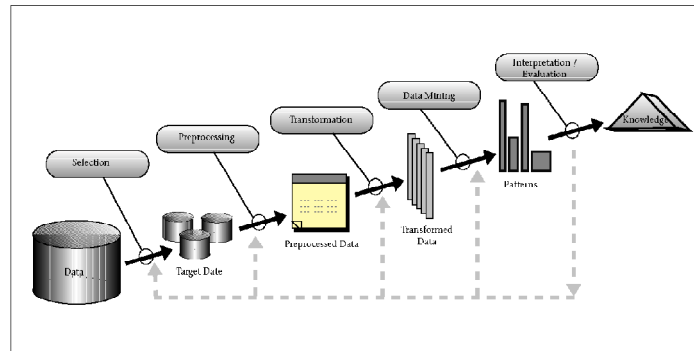 Interpretation /
Evaluation
Data Mining
Transformation
Preprocessing
Selection
Data
Target Date
Preprocessed Data
Transformed
Data
Patterns
Knowledge